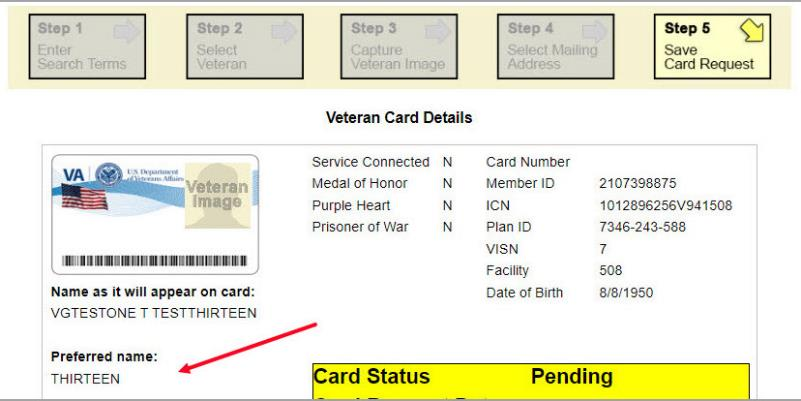 Step 1
Enter
Search Terms
Step 2
Select
Veteran
Step 3
Capture
Veteran Image
Step 4
Select Mailing
Address
Step 5
Save
Card Request
Veteran Card Details
VA
U.S. Department
of Veterans Affairs
Veteran
Image
Name as it will appear on card:
VGTESTONE T TESTTHIRTEEN
Preferred name:
THIRTEEN
Service Connected N
Medal of Honor N
Purple Heart N
Prisoner of War N
Card Number
Member ID 2107398875
ICN 1012896256V941508
Plan ID 7346-243-588
VISN 7
Facility 508
Date of Birth 8/8/1950
Card Status Pending